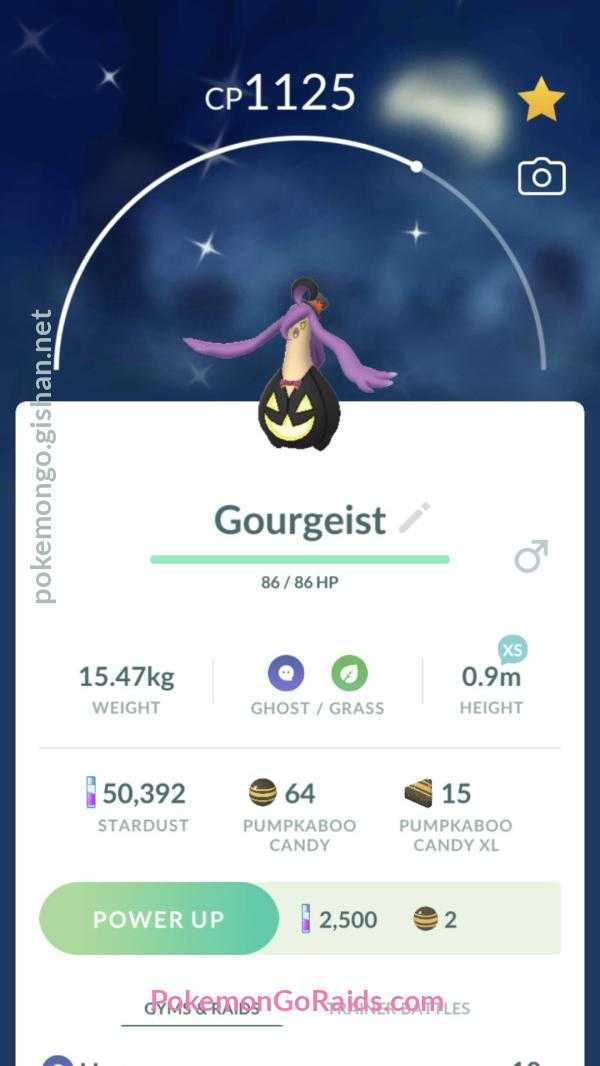 CP1125
pokemongo.gishan.net
Gourgeist
86 / 86 HP
XS
15.47kg
0.9m
WEIGHT
GHOST / GRASS
HEIGHT
50,392
64
15
STARDUST
PUMPKABOO
CANDY
PUMPKABOO
CANDY XL
POWER UP
2,500
2
PokemonGoRaids.com
GYMS & RAIDS
TRAINER BATTLES